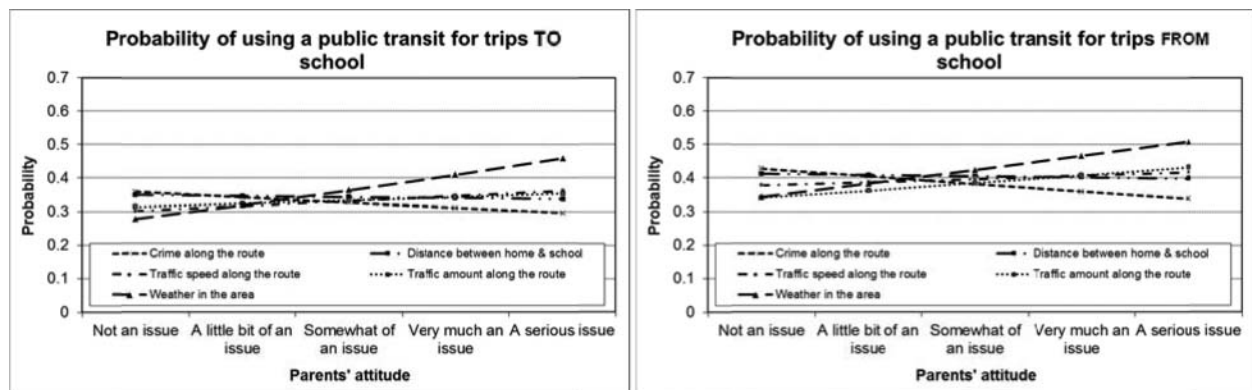 Probability of using a public transit for trips TO
school
0.7
0.6
0.5
0.4
0.3
0.2
0.1
0
Probability
Crime along the route
Distance between home & school
Traffic speed along the route
Traffic amount along the route
Weather in the area
Not an issue
A little bit of an
issue
Somewhat of
an issue
Very much an
issue
A serious issue
Parents' attitude
Probability of using a public transit for trips FROM
school
0.7
0.6
0.5
0.4
0.3
0.2
0.1
0
Probability
Crime along the route
Distance between home & school
Traffic speed along the route
Traffic amount along the route
Weather in the area
Not an issue
A little bit of an
issue
Somewhat of
an issue
Very much an
issue
A serious issue
Parents' attitude